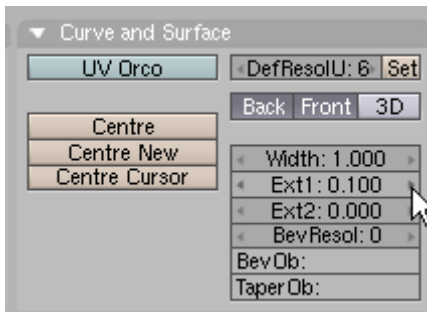 Curve and Surface
UV Orco
DefResolU: 6 Set
Back Front 3D
Centre
Centre New
Centre Cursor
Width: 1.000
Ext1: 0.100
Ext2: 0.000
BevResol: 0
BevOb:
TaperOb: